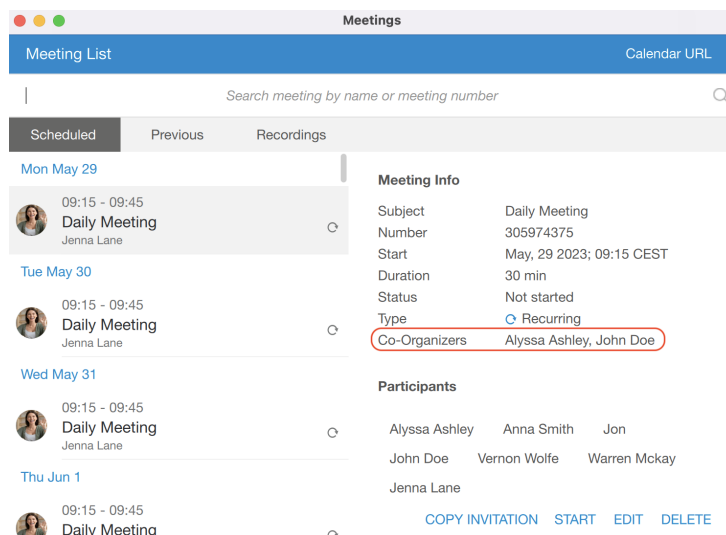 Meetings
Meeting List
Calendar URL
Search meeting by name or meeting number
Scheduled Previous Recordings
Mon May 29
09:15 - 09:45
Daily Meeting
Jenna Lane
Tue May 30
09:15 - 09:45
Daily Meeting
Jenna Lane
Wed May 31
09:15 - 09:45
Daily Meeting
Jenna Lane
Thu Jun 1
09:15 - 09:45
Daily Meeting
Meeting Info
Subject Daily Meeting
Number 305974375
Start May, 29 2023; 09:15 CEST
Duration 30 min
Status Not started
Type Recurring
Co-Organizers Alyssa Ashley, John Doe
Participants
Alyssa Ashley Anna Smith Jon
John Doe Vernon Wolfe Warren Mckay
Jenna Lane
COPY INVITATION START EDIT DELETE